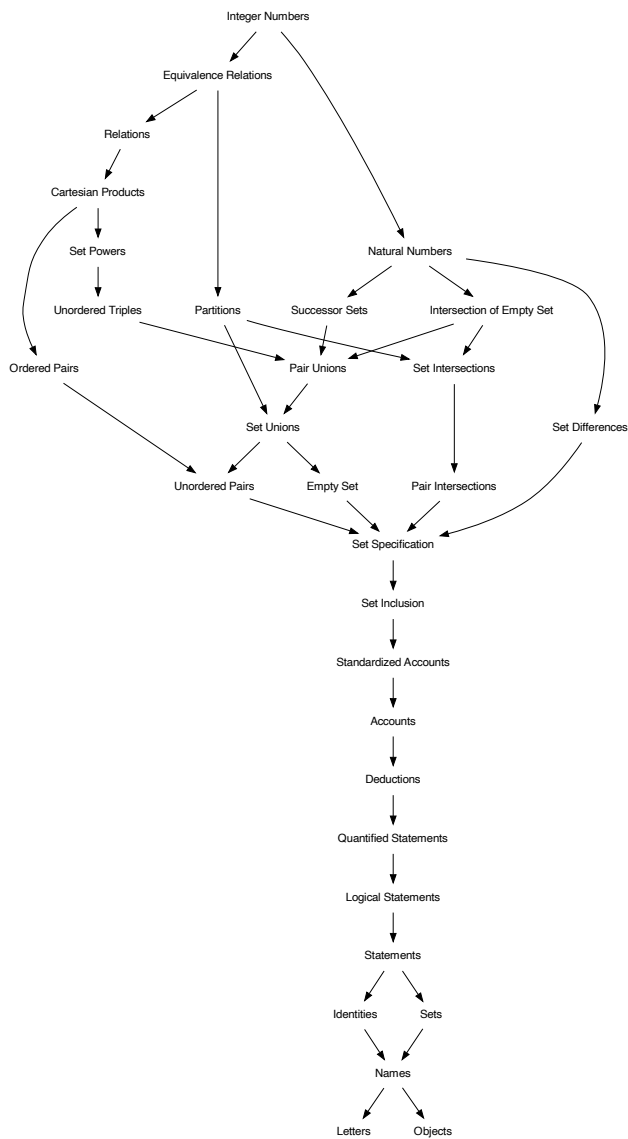 Integer Numbers
Equivalence Relations
Relations
Cartesian Products
Set Powers
Natural Numbers
Unordered Triples
Partitions
Successor Sets
Intersection of Empty Set
Ordered Pairs
Pair Unions
Set Intersections
Set Unions
Set Differences
Unordered Pairs
Empty Set
Pair Intersections
Set Specification
Set Inclusion
Standardized Accounts
Accounts
Deductions
Quantified Statements
Logical Statements
Statements
Identities
Sets
Names
Letters
Objects